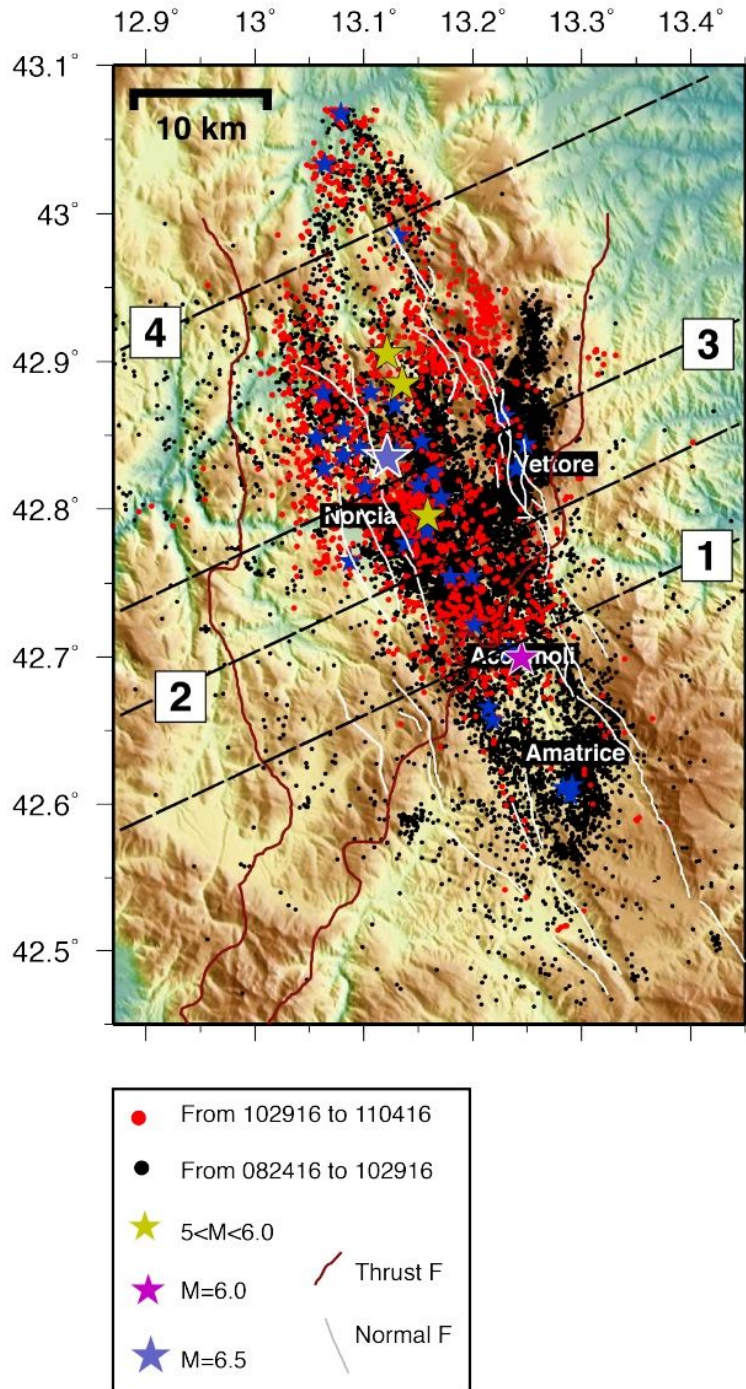 12.9° 13° 13.1° 13.2° 13.3° 13.4°
43.1°
10 km
43°
4
3
42.9°
ettore
42.8°
Norcia
1
42.7°
2
Amatrice
42.6°
42.5°
From 102916 to 110416
From 082416 to 102916
5<M<6.0
M=6.0
Thrust F
M=6.5
Normal F